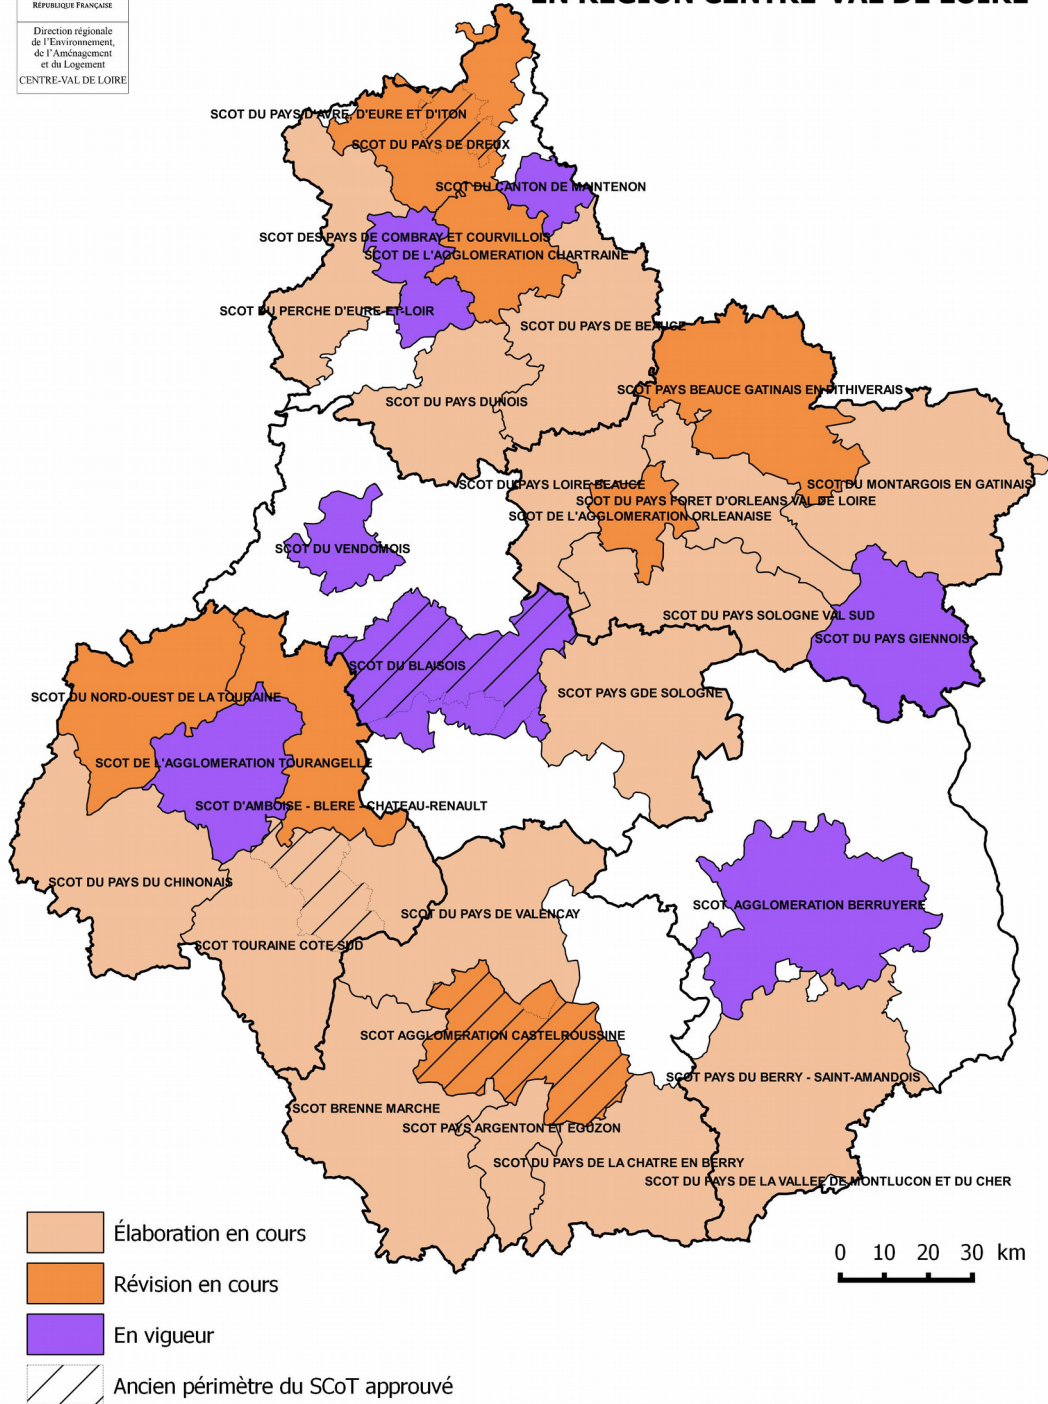 RÉPUBLIQUE FRANÇAISE
EN RÉGION CENTRE-VAL DE LOIRE
Direction régionale
de l'Environnement,
de l'Aménagement
et du Logement
CENTRE-VAL DE LOIRE
SCOT DU PAYS D'AVRE, D'EURE ET D'ITON
SCOT DU PAYS DE DREUX
SCOT DU CANTON DE MAINTENON
SCOT DES PAYS DE COMBRAY ET COURVILLOIS
SCOT DE L'AGGLOMERATION CHARTRAINE
SCOT DU PERCHE D'EURE-ET-LOIR
SCOT DU PAYS DE BEAUCE
SCOT PAYS BEAUCE GATINAIS EN PITHIVERAIS
SCOT DU PAYS DUNOIS
SCOT DU PAYS LOIRE BEAUCE
SCOT DU MONTARGOIS EN GATINAIS
SCOT DU PAYS FORET D'ORLEANS VAL DE LOIRE
SCOT DE L'AGGLOMERATION ORLEANAISE
SCOT DU VENDOMOIS
SCOT DU PAYS SOLOGNE VAL SUD
SCOT DU PAYS GIENNOIS
SCOT DU BLAISOIS
SCOT PAYS GDE SOLOGNE
SCOT DU NORD-OUEST DE LA TOURAINE
SCOT DE L'AGGLOMERATION TOURANGELLE
SCOT D'AMBOISE - BLERE - CHATEAU-RENAULT
SCOT DU PAYS DU CHINONAIS
SCOT AGGLOMERATION BERRUYERE
SCOT DU PAYS DE VALENCAY
SCOT TOURAINE COTE SUD
SCOT AGGLOMERATION CASTELROUSSINE
SCOT PAYS DU BERRY - SAINT-AMANDOIS
SCOT BRENNE MARCHE
SCOT PAYS ARGENTON ET EGUZON
SCOT DU PAYS DE LA CHATRE EN BERRY
SCOT DU PAYS DE LA VALLEE DE MONTLUCON ET DU CHER
Élaboration en cours
Révision en cours
En vigueur
Ancien périmètre du SCoT approuvé
0 10 20 30 km